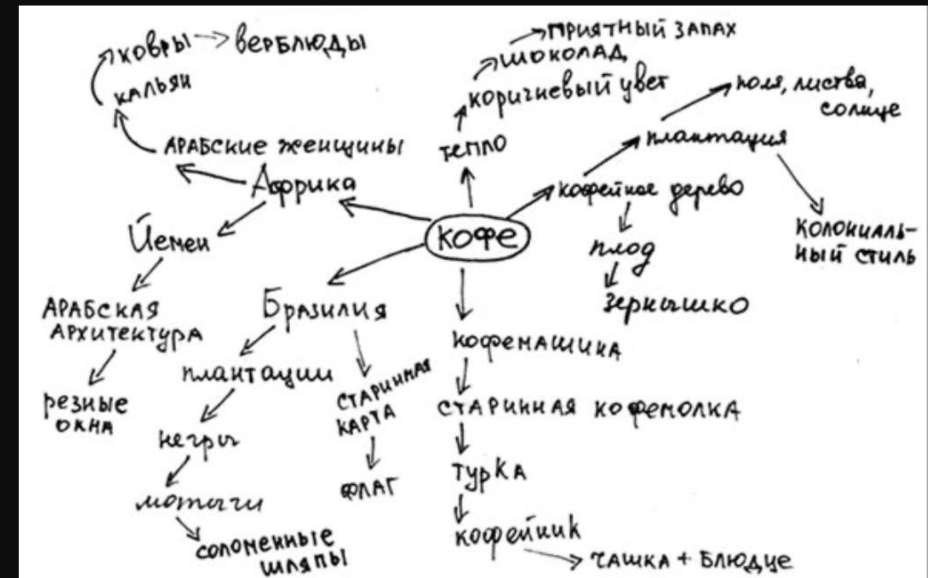 ПРИЯТНЫЙ ЗАПАХ
ШОКОЛАД
КОРИЧНЕВЫЙ ЦВЕТ
ТЕПЛО
КОВРЫ
ВЕРБЛЮДЫ
КАЛЬЯН
АРАБСКИЕ ЖЕНЩИНЫ
Африка
Йемен
АРАБСКАЯ
АРХИТЕКТУРА
резные
ОКНА
КОФЕ
поля, листва,
солнце
плантация
КОЛОНИАЛЬ-
НЫЙ СТИЛЬ
кофейное дерево
плод
Зернышко
Бразилия
плантации
негры
мотыги
СОЛОМЕННЫЕ
ШЛЯПЫ
СТАРИННАЯ
КАРТА
ФЛАГ
КОФЕМАШИНА
СТАРИННАЯ КОФЕМОЛКА
ТУРКА
кофейник
ЧАШКА + БЛЮДЦЕ